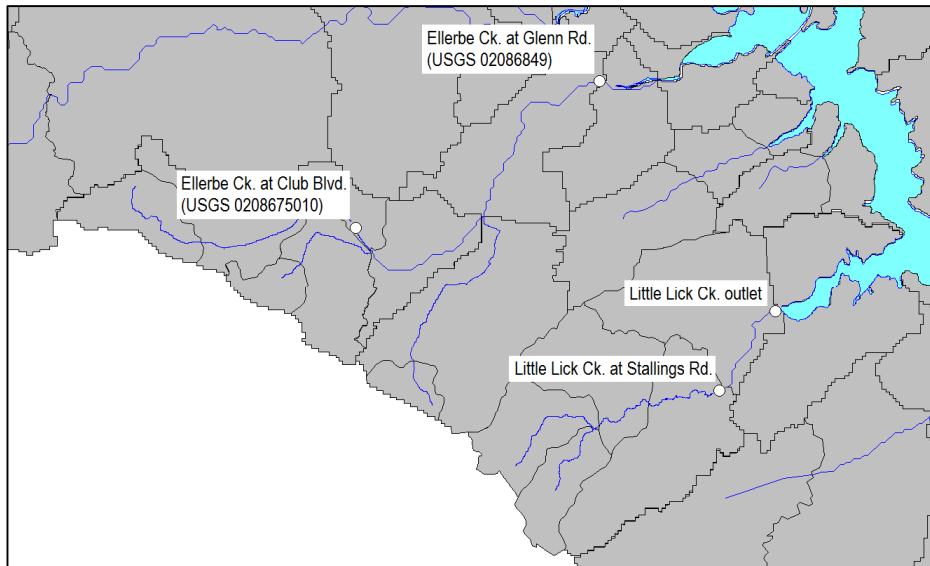 Ellerbe Ck. at Glenn Rd.
(USGS 02086849)
Ellerbe Ck. at Club Blvd.
(USGS 0208675010)
Little Lick Ck. outlet
Little Lick Ck. at Stallings Rd.